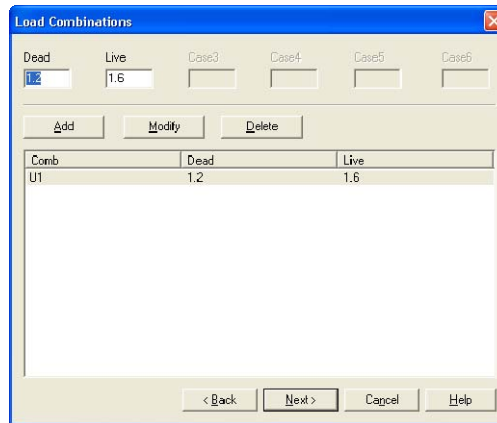 Load Combinations
Dead Live Case3 Case4 Case5 Case6
1.2 1.6
Add Modify Delete
Comb Dead Live
U1 1.2 1.6
< Back Next > Cancel Help